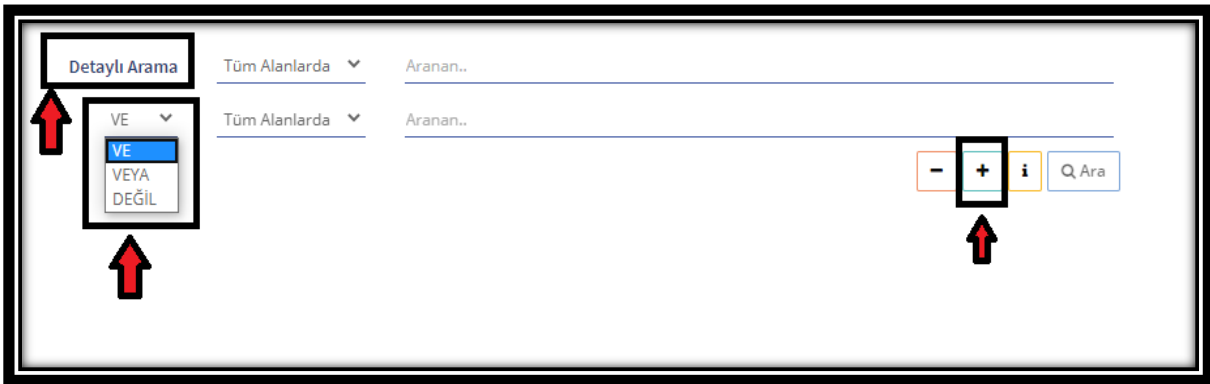 Detaylı Arama Tüm Alanlarda Aranan..
VE Tüm Alanlarda Aranan..
VE
VEYA
DEĞİL
- + i Ara